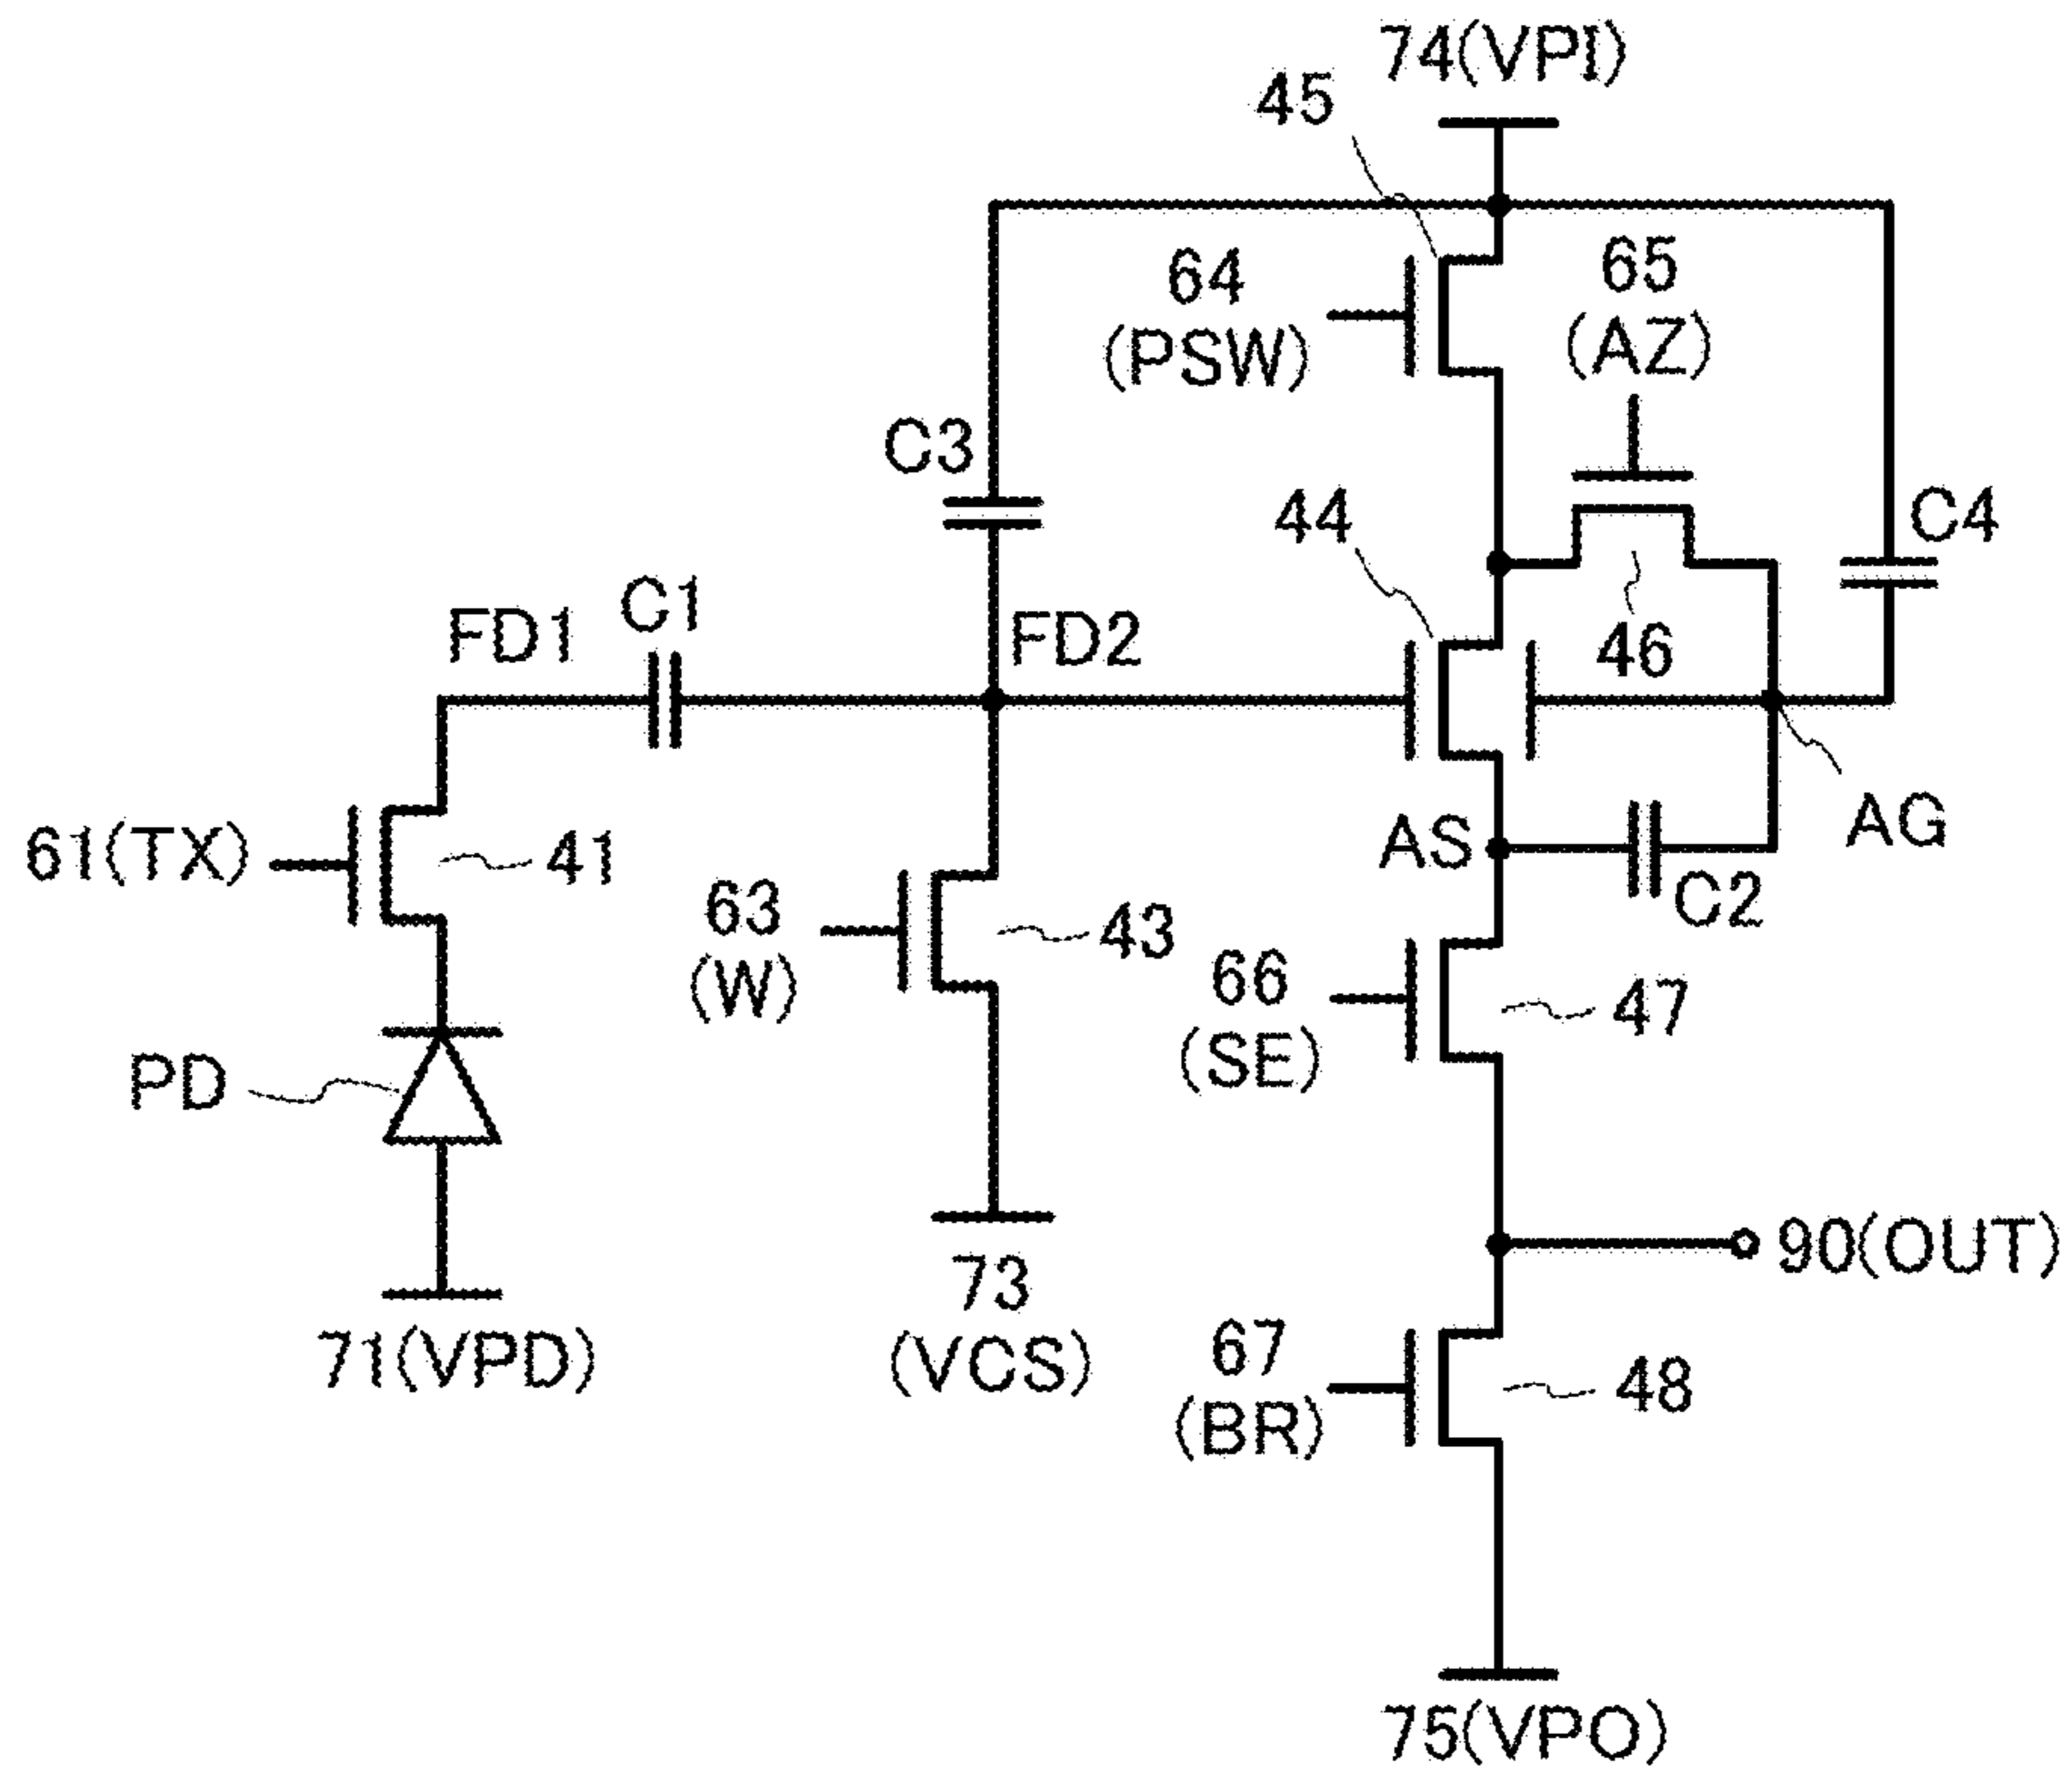 74(VPI)
45
64
(PSW)
65
(AZ)
C3
44
C4
C1
FD1
FD2
46
61(TX)
41
AS
AG
63
(W)
43
C2
66
(SE)
47
PD
90(OUT)
73
(VCS)
71(VPD)
67
(BR)
48
75(VPO)